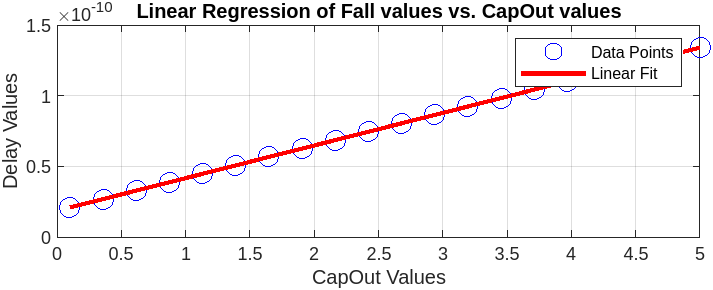 ×10⁻¹⁰
Linear Regression of Fall values vs. CapOut values
1.5
1
0.5
0
Delay Values
Data Points
Linear Fit
0 0.5 1 1.5 2 2.5 3 3.5 4 4.5 5
CapOut Values